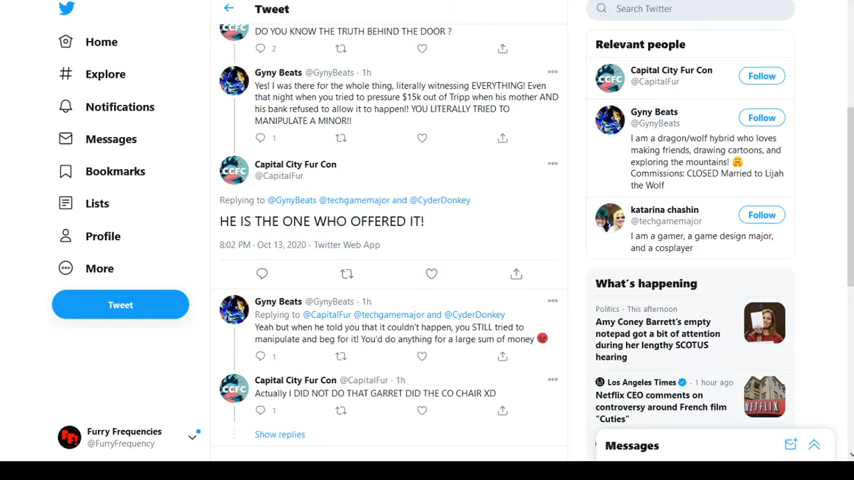 Tweet
Search Twitter
Home
Explore
Notifications
Messages
Bookmarks
Lists
Profile
More
Tweet
Furry Frequencies
@FurryFrequency
DO YOU KNOW THE TRUTH BEHIND THE DOOR ?
2
Gyny Beats @GynyBeats · 1h
Yes! I was there for the whole thing, literally witnessing EVERYTHING! Even
that night when you tried to pressure $15k out of Tripp when his mother AND
his bank refused to allow it to happen!! YOU LITERALLY TRIED TO
MANIPULATE A MINOR!!
1
Capital City Fur Con
@CapitalFur
Replying to @GynyBeats @techgamemajor and @CyderDonkey
HE IS THE ONE WHO OFFERED IT!
8:02 PM · Oct 13, 2020 · Twitter Web App
Gyny Beats @GynyBeats · 1h
Replying to @CapitalFur @techgamemajor and @CyderDonkey
Yeah but when he told you that it couldn't happen, you STILL tried to
manipulate and beg for it! You'd do anything for a large sum of money
1
Capital City Fur Con @CapitalFur · 1h
Actually I DID NOT DO THAT GARRET DID THE CO CHAIR XD
1
Show replies
Relevant people
Capital City Fur Con
@CapitalFur
Follow
Gyny Beats
@GynyBeats
Follow
I am a dragon/wolf hybrid who loves
making friends, drawing cartoons, and
exploring the mountains!
Commissions: CLOSED Married to Lijah
the Wolf
katarina chashin
@techgamemajor
Follow
I am a gamer, a game design major,
and a cosplayer
What's happening
Politics · This afternoon
Amy Coney Barrett's empty
notepad got a bit of attention
during her lengthy SCOTUS
hearing
Los Angeles Times · 1 hour ago
Netflix CEO comments on
controversy around French film
"Cuties"
NETFLIX
Messages